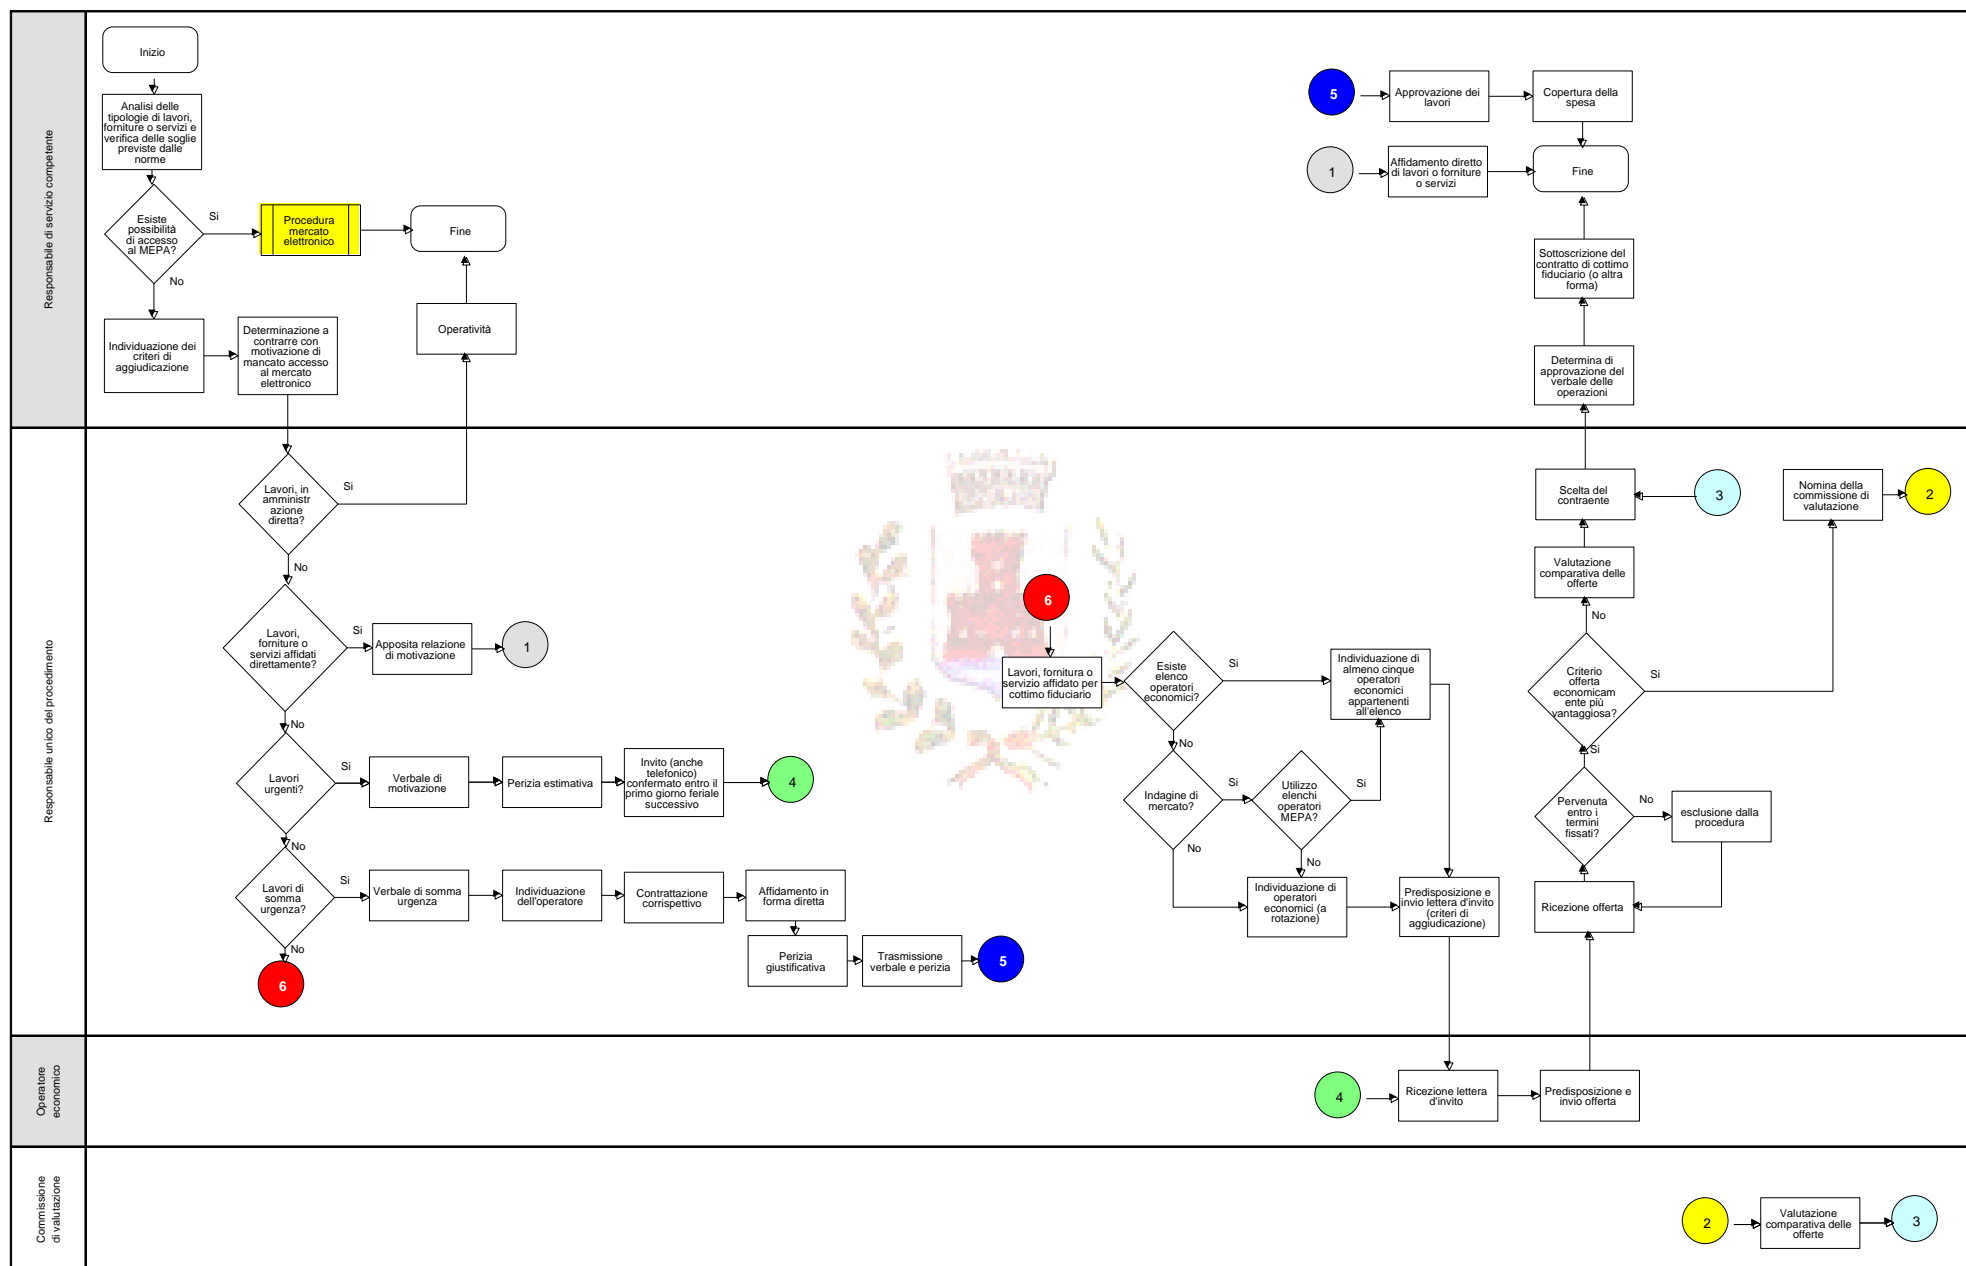 Responsabile di servizio competente
Inizio
Analisi delle
tipologie di lavori,
forniture o servizi e
verifica delle soglie
previste dalle
norme
Esiste
possibilità
di accesso
al MEPA?
Si
No
Procedura
mercato
elettronico
Fine
Individuazione dei
criteri di
aggiudicazione
Determinazione a
contrarre con
motivazione di
mancato accesso
al mercato
elettronico
Operatività
5
Approvazione dei
lavori
Copertura della
spesa
1
Affidamento diretto
di lavori o forniture
o servizi
Fine
Sottoscrizione del
contratto di cottimo
fiduciario (o altra
forma)
Determina di
approvazione del
verbale delle
operazioni
Responsabile unico del procedimento
Lavori, in
amministr
azione
diretta?
Si
No
Lavori,
forniture o
servizi affidati
direttamente?
Si
No
Apposita relazione
di motivazione
1
Lavori
urgenti?
Si
No
Verbale di
motivazione
Perizia estimativa
Invito (anche
telefonico)
confermato entro il
primo giorno feriale
successivo
4
Lavori di
somma
urgenza?
Si
No
Verbale di somma
urgenza
Individuazione
dell'operatore
Contrattazione
corrispettivo
Affidamento in
forma diretta
Perizia
giustificativa
Trasmissione
verbale e perizia
5
6
6
Lavori, fornitura o
servizio affidato per
cottimo fiduciario
Esiste
elenco
operatori
economici?
Si
No
Individuazione di
almeno cinque
operatori
economici
appartenenti
all'elenco
Indagine di
mercato?
Si
No
Utilizzo
elenchi
operatori
MEPA?
Si
No
Individuazione di
operatori
economici (a
rotazione)
Predisposizione e
invio lettera d'invito
(criteri di
aggiudicazione)
Scelta del
contraente
3
Nomina della
commissione di
valutazione
2
Valutazione
comparativa delle
offerte
No
Criterio
offerta
economicam
ente più
vantaggiosa?
Si
Si
Pervenuta
entro i
termini
fissati?
No
esclusione dalla
procedura
Ricezione offerta
Operatore
economico
4
Ricezione lettera
d'invito
Predisposizione e
invio offerta
Commissione
di valutazione
2
Valutazione
comparativa delle
offerte
3